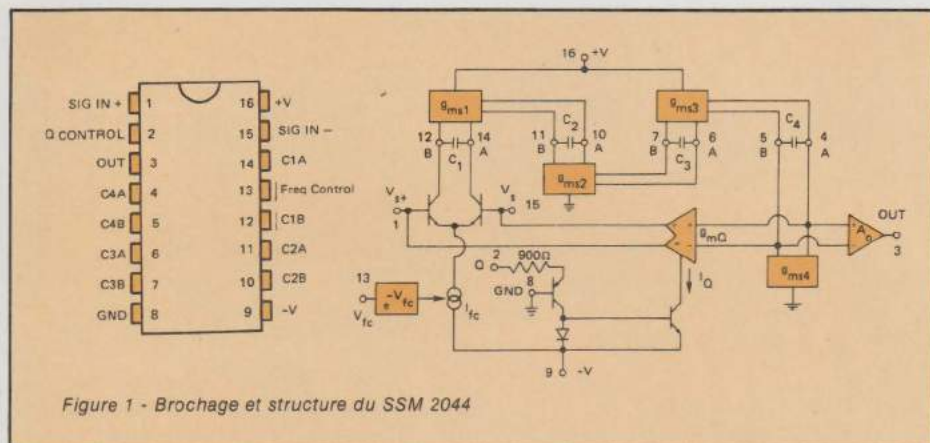 SIG IN +
Q CONTROL
OUT
C4A
C4B
C3A
C3B
GND
1
2
3
4
5
6
7
8
16
15
14
13
12
11
10
9
+V
SIG IN -
C1A
Freq Control
C1B
C2A
C2B
-V
16 +V
gms1
gms3
12 14
B A
C1
11 C2 10
B A
7 6
B A
C3
5 C4 4
B A
gms2
Vs+
1
Vs
15
gmQ
A0
OUT
3
gms4
2 900Ω
Q
8
GND
IQ
13
Vfc
-Vfc
Ifc
9 -V
Figure 1 - Brochage et structure du SSM 2044